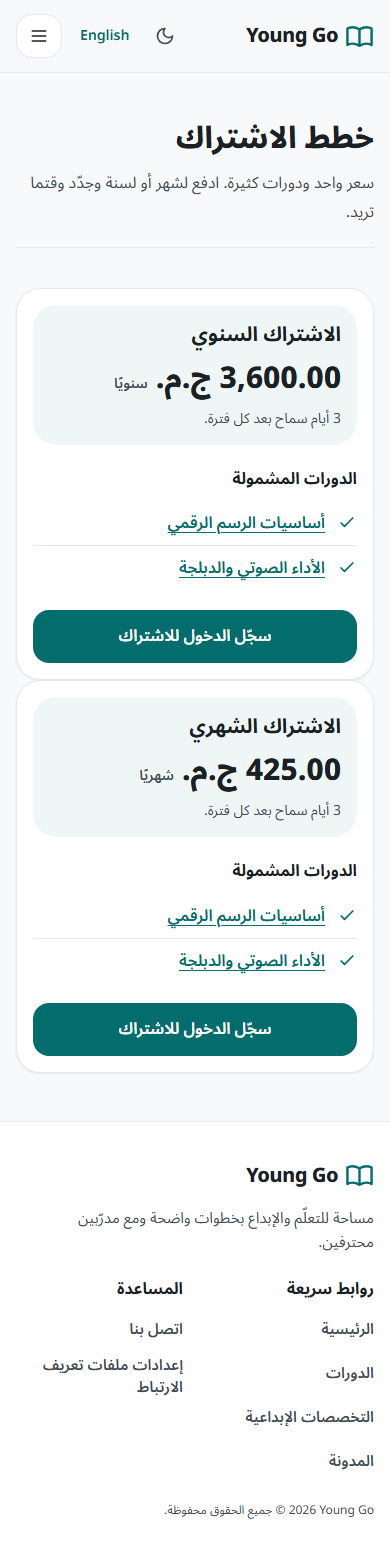 Young Go
English
خطط الاشتراك
سعر واحد ودورات كثيرة. ادفع لشهر أو لسنة وجدّد وقتما
تريد.
الاشتراك السنوي
3,600.00 ج.م. سنويًا
3 أيام سماح بعد كل فترة.
الدورات المشمولة
أساسيات الرسم الرقمي
الأداء الصوتي والدبلجة
سجّل الدخول للاشتراك
الاشتراك الشهري
425.00 ج.م. شهريًا
3 أيام سماح بعد كل فترة.
الدورات المشمولة
أساسيات الرسم الرقمي
الأداء الصوتي والدبلجة
سجّل الدخول للاشتراك
Young Go
مساحة للتعلّم والإبداع بخطوات واضحة ومع مدرّبين
محترفين.
روابط سريعة
الرئيسية
الدورات
التخصصات الإبداعية
المدونة
المساعدة
اتصل بنا
إعدادات ملفات تعريف
الارتباط
Young Go 2026 © جميع الحقوق محفوظة.